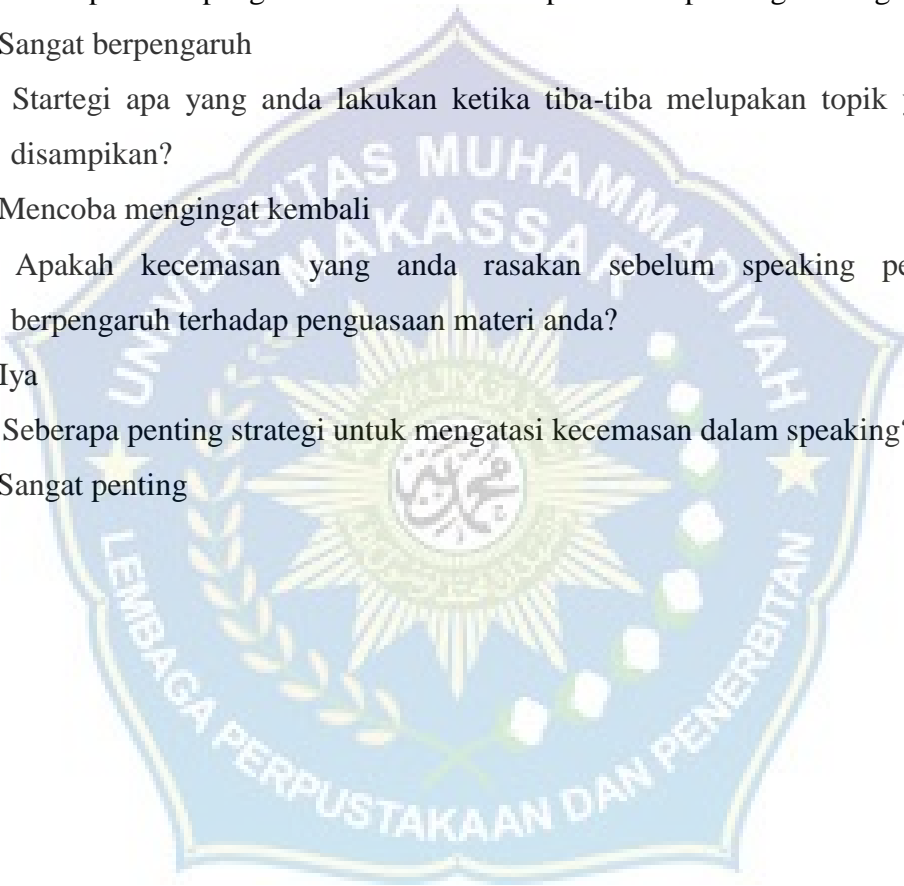 Sangat berpengaruh
Startegi apa yang anda lakukan ketika tiba-tiba melupakan topik
disampikan?
Mencoba mengingat kembali
Apakah kecemasan yang anda rasakan sebelum speaking
berpengaruh terhadap penguasaan materi anda?
Iya
Seberapa penting strategi untuk mengatasi kecemasan dalam speaking?
Sangat penting
UNIVERSITAS MUHAMMADIYAH
MAKASSAR
LEMBAGA PERPUSTAKAAN DAN PENERBITAN